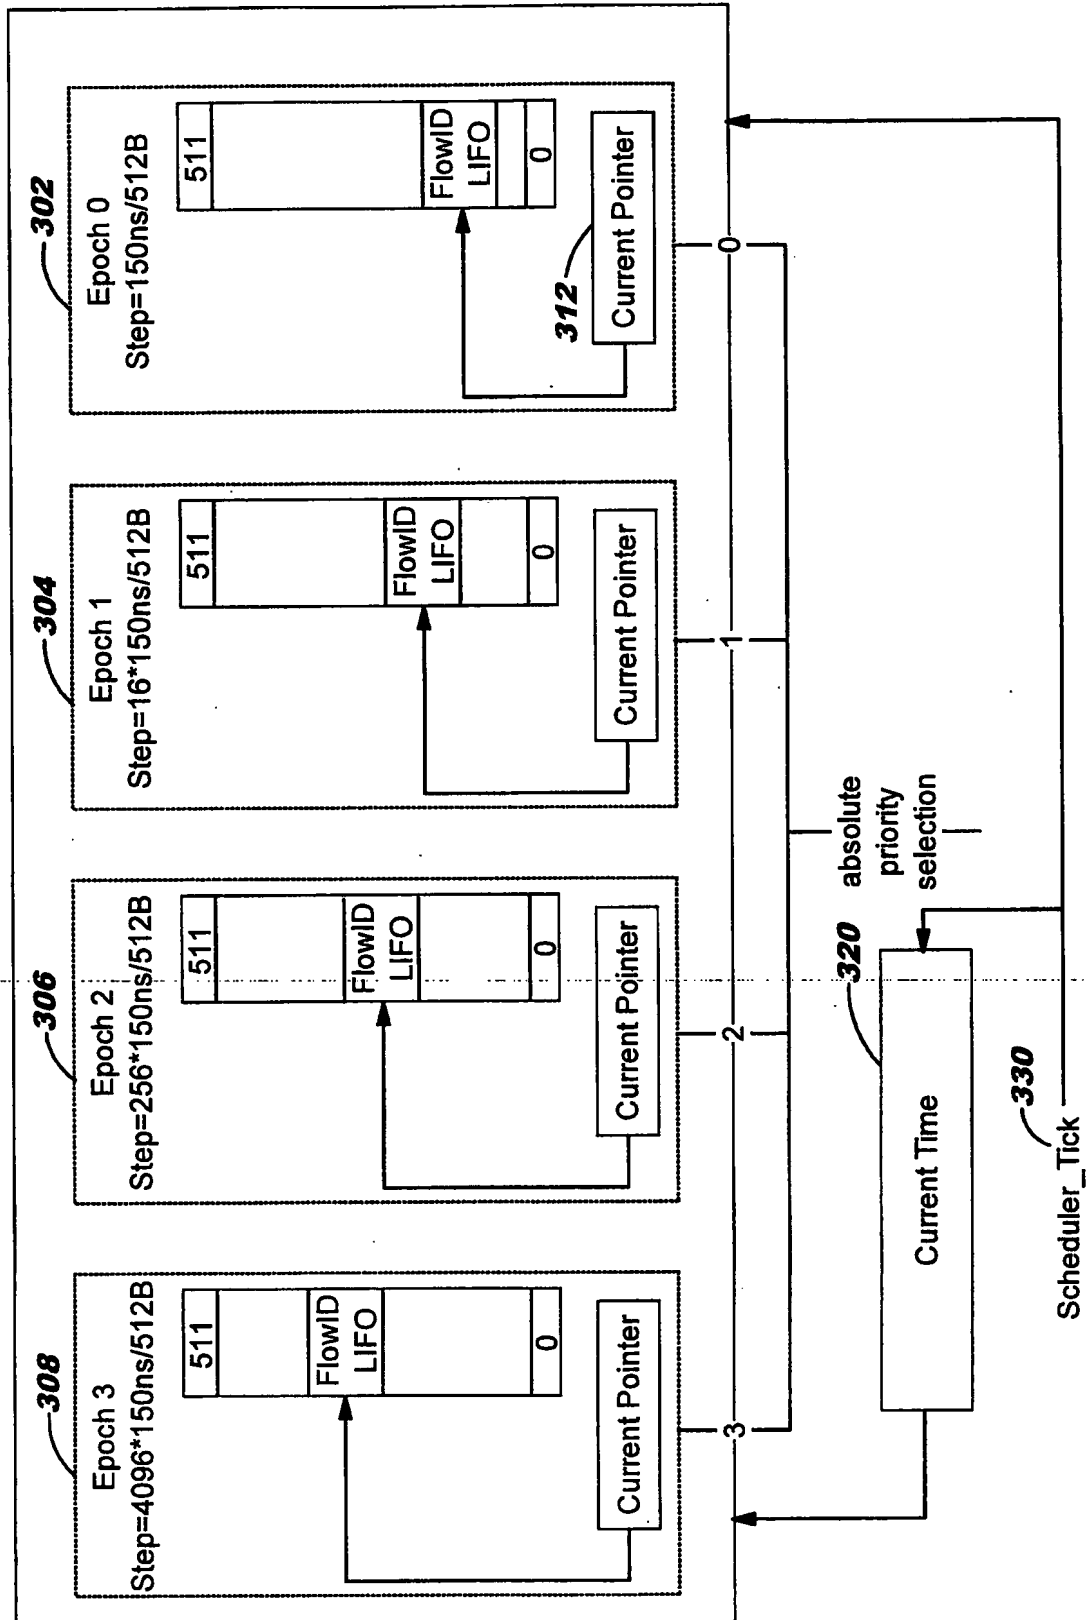 308
Epoch 3
Step=4096*150ns/512B
511
FlowID
LIFO
0
Current Pointer
3
306
Epoch 2
Step=256*150ns/512B
511
FlowID
LIFO
0
Current Pointer
2
304
Epoch 1
Step=16*150ns/512B
511
FlowID
LIFO
0
Current Pointer
1
302
Epoch 0
Step=150ns/512B
511
FlowID
LIFO
0
312
Current Pointer
0
absolute
priority
selection
320
Current Time
330
Scheduler_Tick